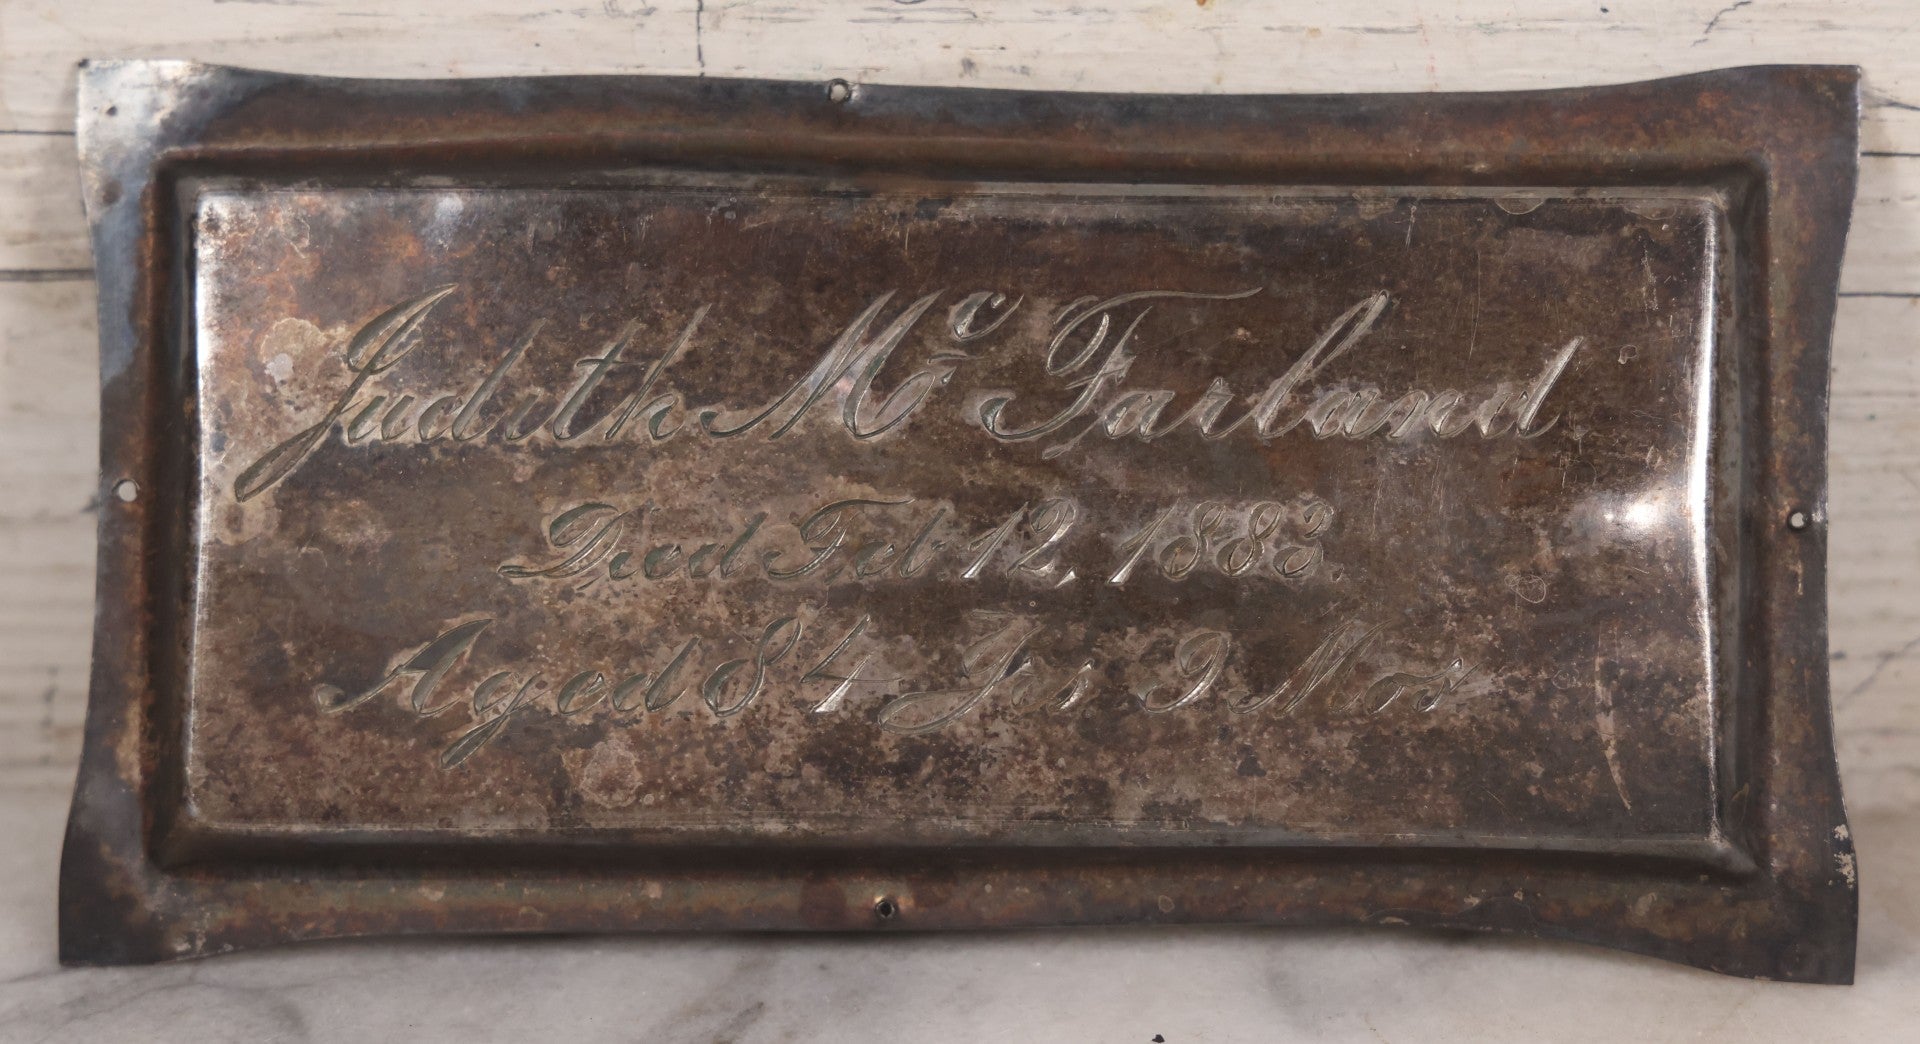 Judith McFarland.
Died Feb. 12, 1883.
Aged 84 Yrs 9 Mos